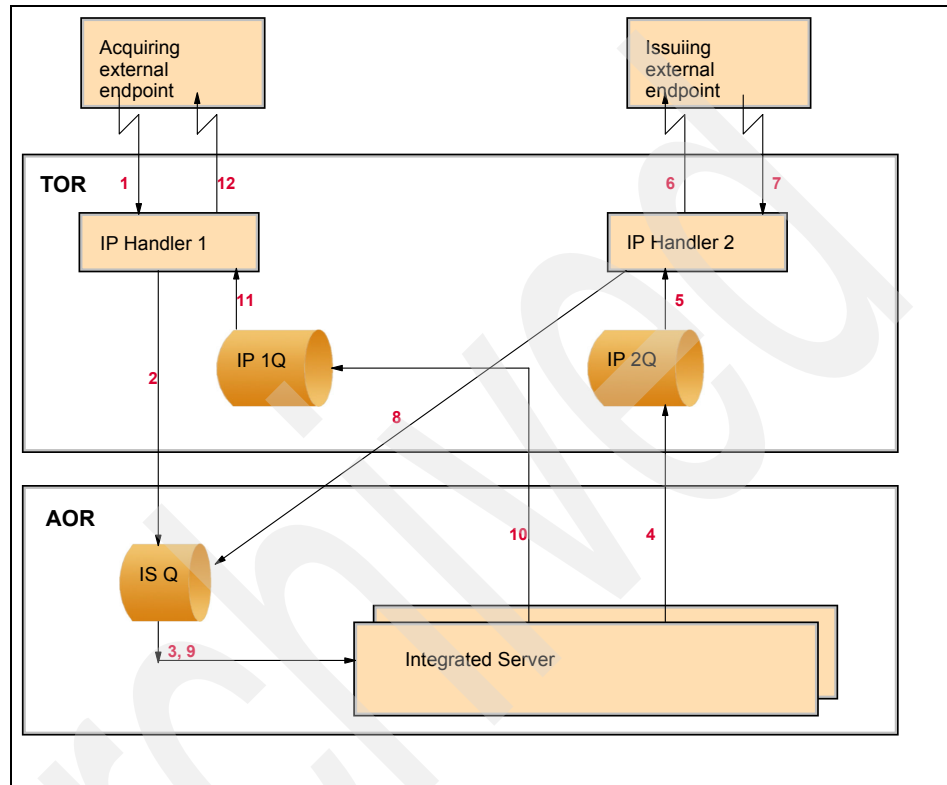 Acquiring
external
endpoint
Issuiing
external
endpoint
TOR
1
12
6
7
IP Handler 1
IP Handler 2
11
5
IP 1Q
IP 2Q
2
8
AOR
10
4
IS Q
3, 9
Integrated Server
Archived